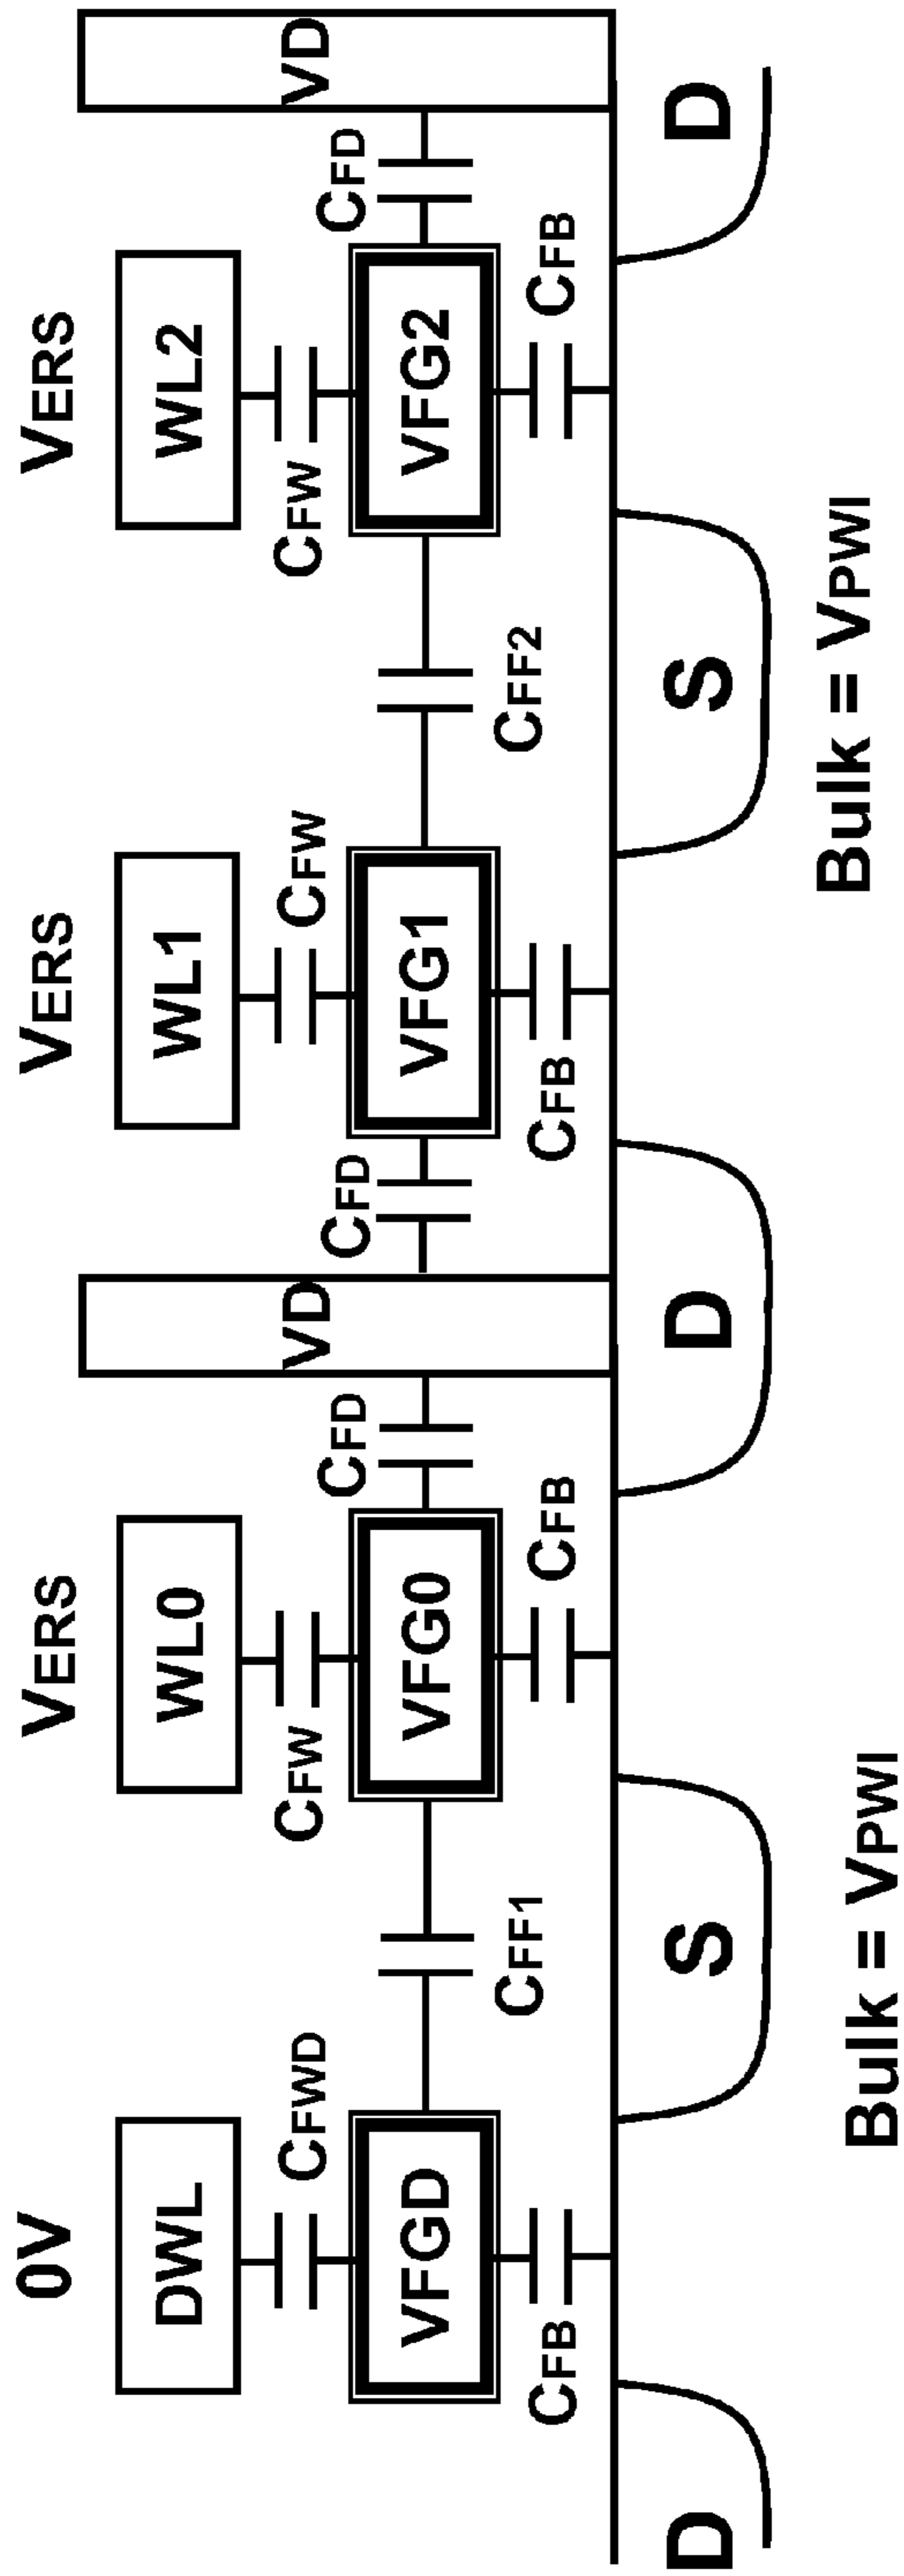 0V VERS VERS VERS
DWL WL0 WL1 WL2
CFWD CFW CFW CFW
VD VD
CFD CFD CFD
VFGD VFG0 VFG1 VFG2
CFF1 CFF2
CFB CFB CFB CFB
D S D S D
Bulk = VPWI Bulk = VPWI